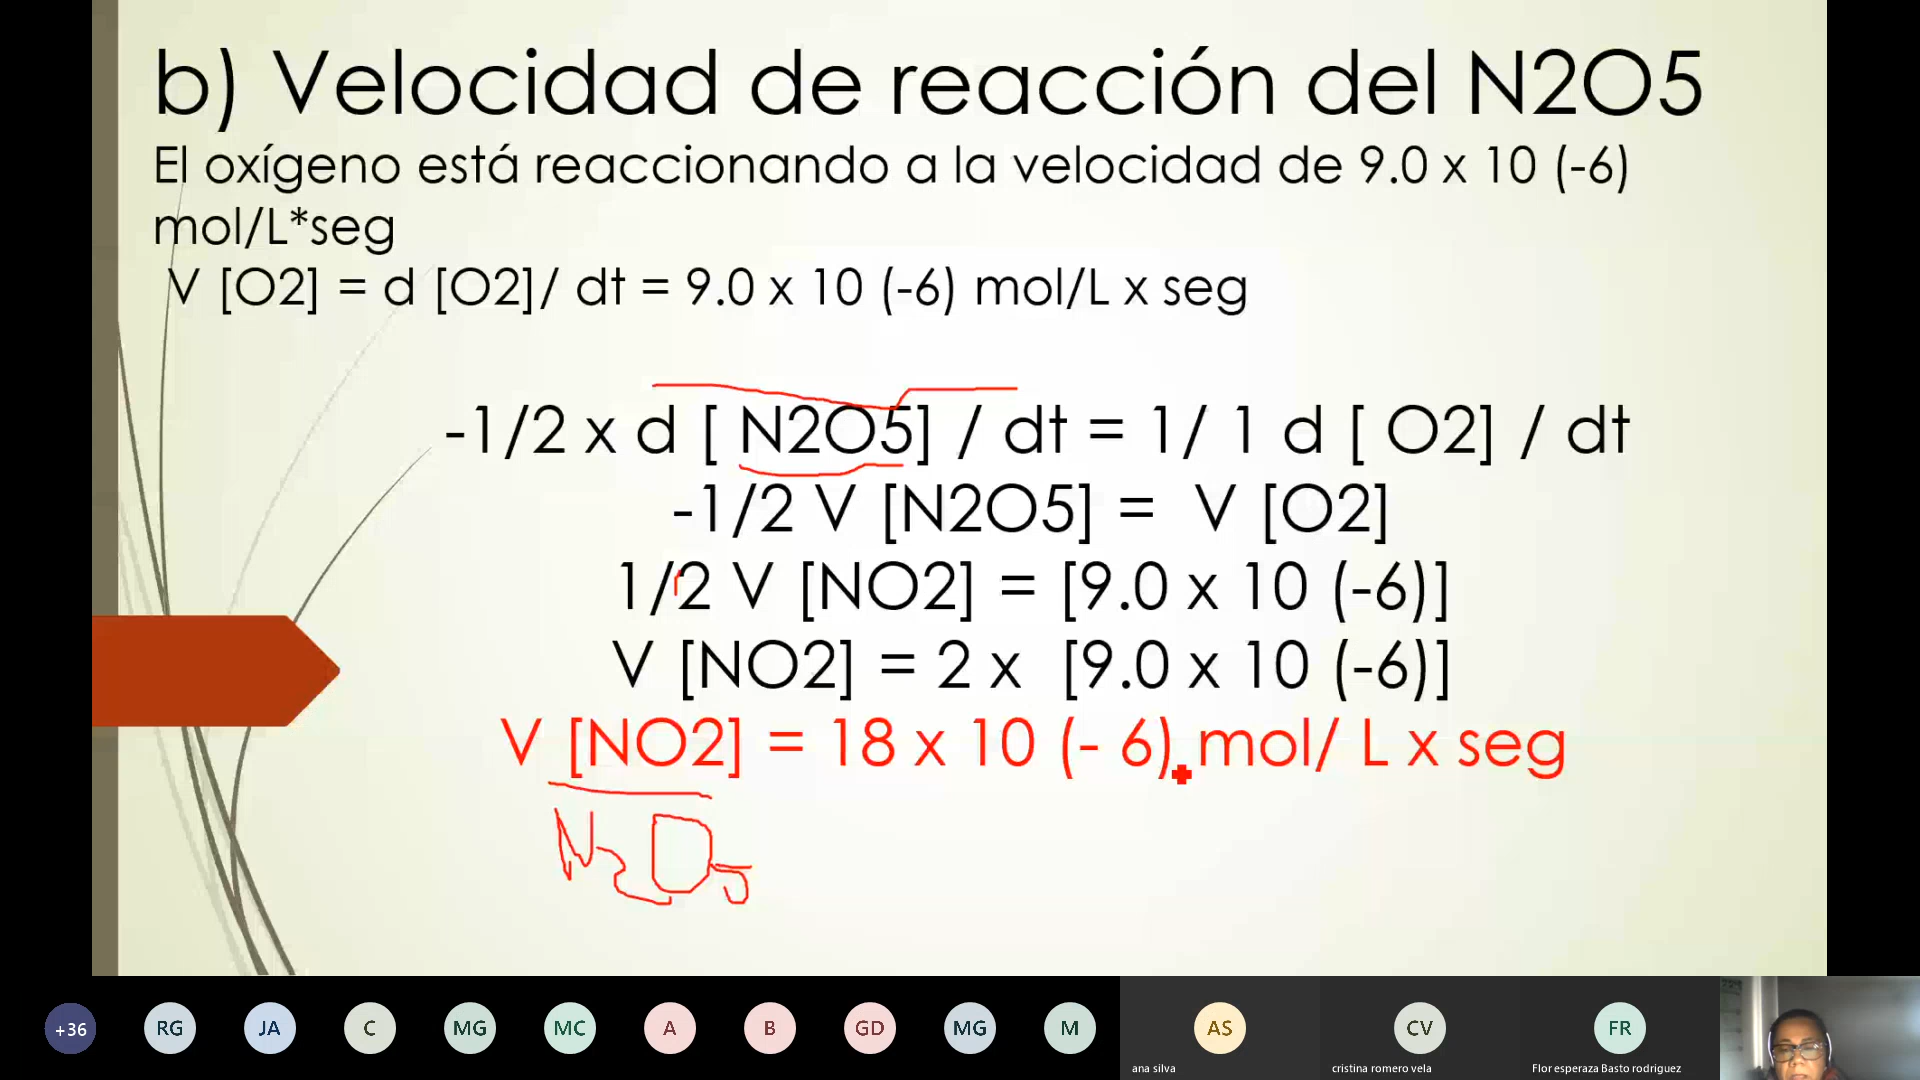 b) Velocidad de reacción del N2O5
El oxígeno está reaccionando a la velocidad de 9.0 x 10 (-6)
mol/L*seg
V [O2] = d [O2]/ dt = 9.0 x 10 (-6) mol/L x seg
-1/2 x d [ N2O5] / dt = 1/ 1 d [ O2] / dt
-1/2 V [N2O5] = V [O2]
1/2 V [NO2] = [9.0 x 10 (-6)]
V [NO2] = 2 x [9.0 x 10 (-6)]
V [NO2] = 18 x 10 (- 6) mol/ L x seg
N2O5
+36 RG JA C MG MC A B GD MG M AS CV FR
ana silva cristina romero vela Flor esperaza Basto rodriguez